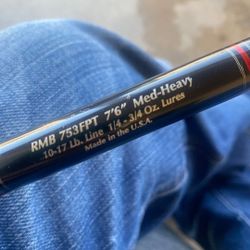 RMB 753FPT 7'6" Med-Heavy
10-17 Lb. Line 1/4 - 3/4 Oz. Lures
Made in the U.S.A.